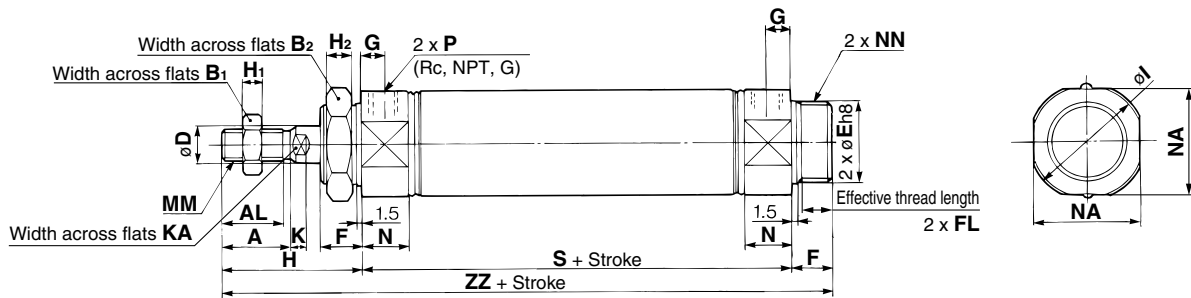 G
Width across flats B2
H2
G
2 x P
2 x NN
Width across flats B1
H1
(Rc, NPT, G)
øI
øD
2 x øEh8
NA
MM
AL
1.5
1.5
Effective thread length
NA
Width across flats KA
A
K
F
N
N
2 x FL
H
S + Stroke
F
ZZ + Stroke